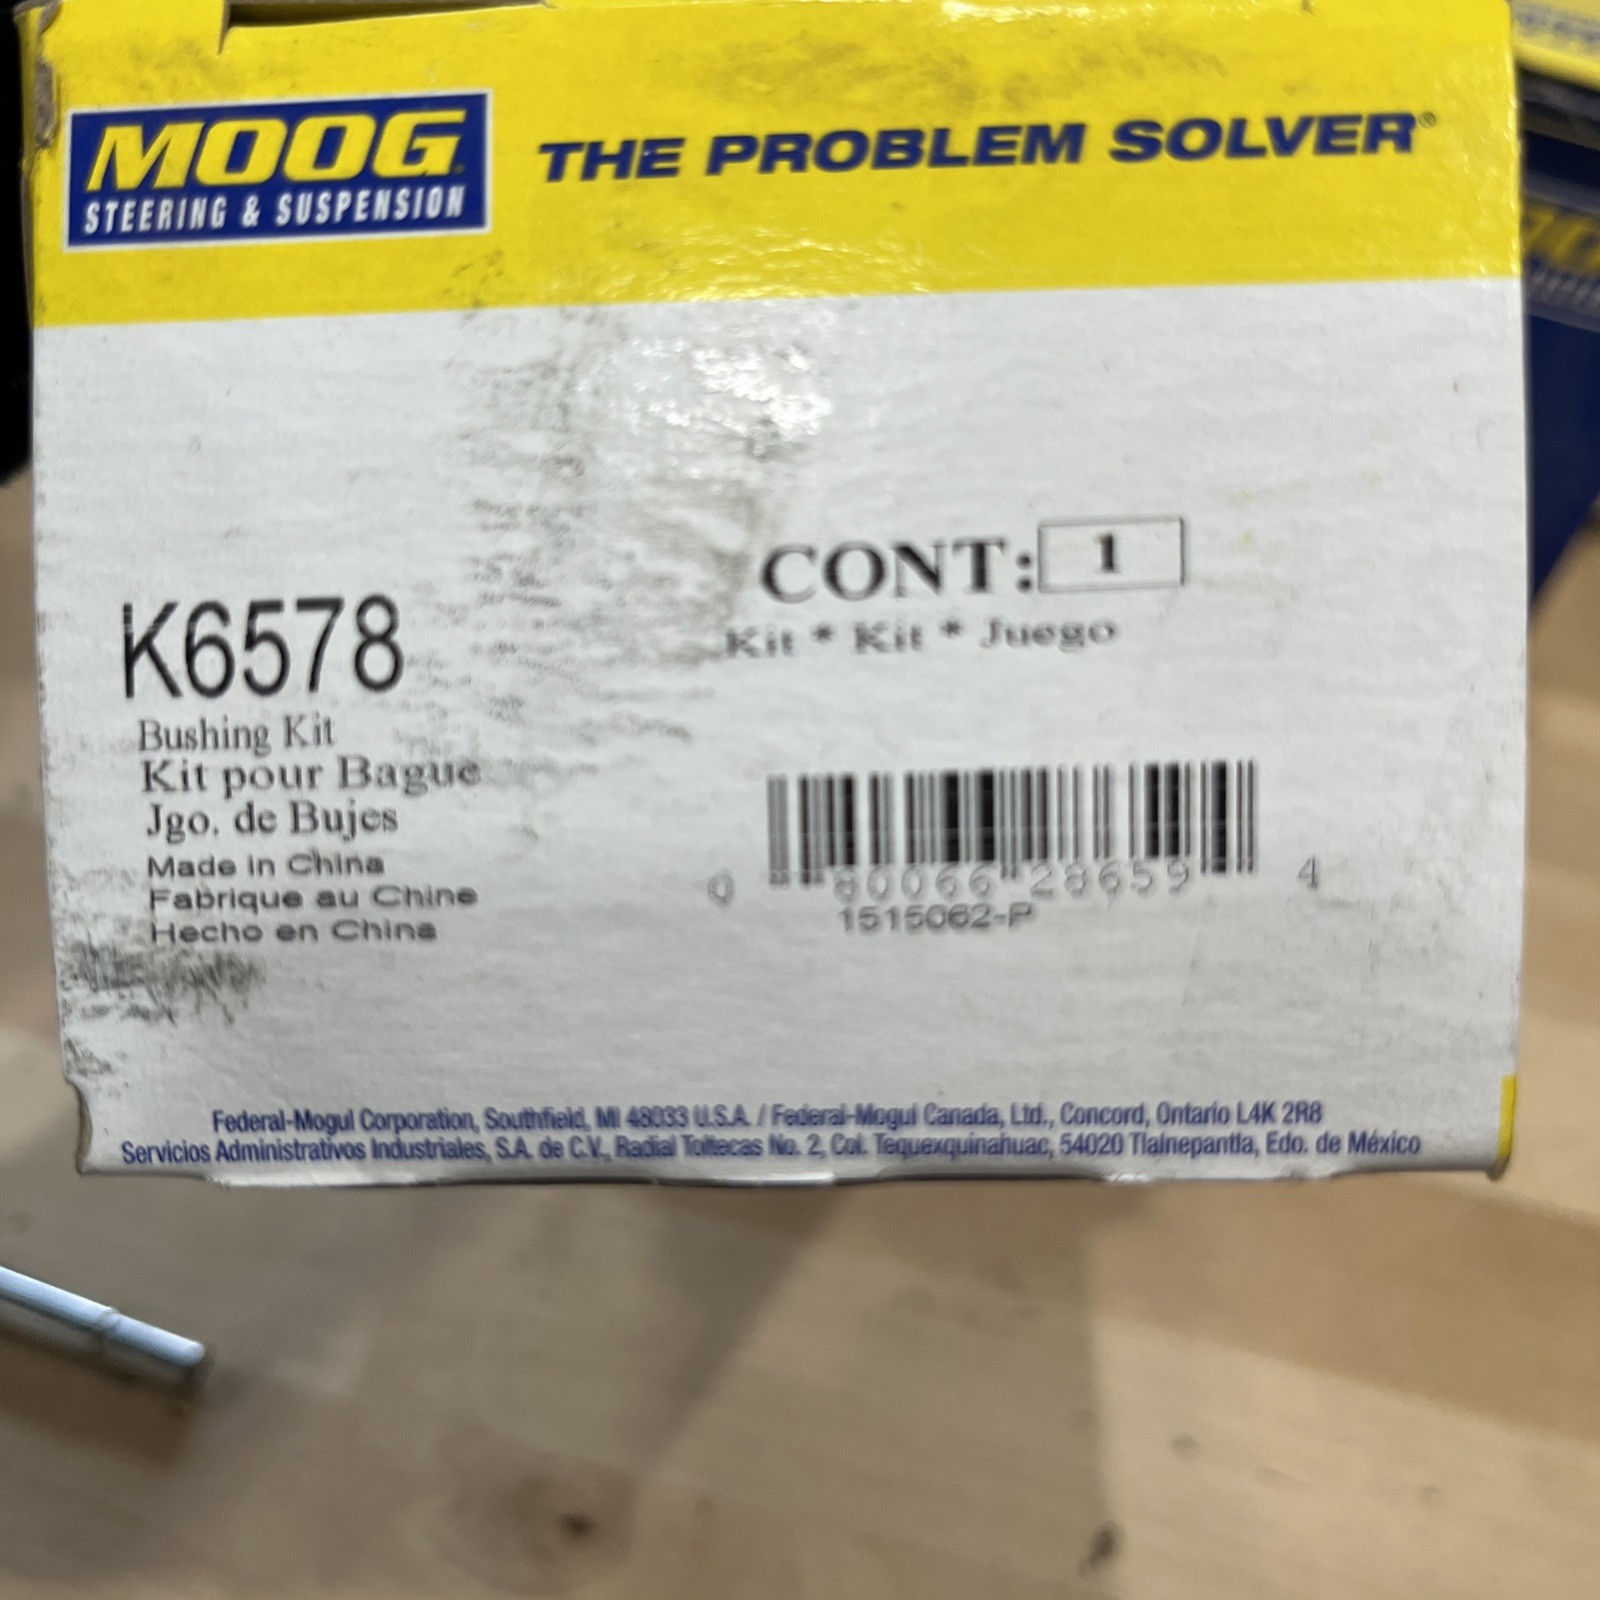 MOOG
STEERING & SUSPENSION
THE PROBLEM SOLVER®
CONT: 1
Kit * Kit * Juego
K6578
Bushing Kit
Kit pour Bague
Jgo. de Bujes
Made in China
Fabrique au Chine
Hecho en China
0 80066 28659 4
1515062-P
Federal-Mogul Corporation, Southfield, MI 48033 U.S.A. / Federal-Mogul Canada, Ltd., Concord, Ontario L4K 2R8
Servicios Administrativos Industriales, S.A. de C.V., Radial Toltecas No. 2, Col. Tequexquinahuac, 54020 Tlalnepantla, Edo. de México